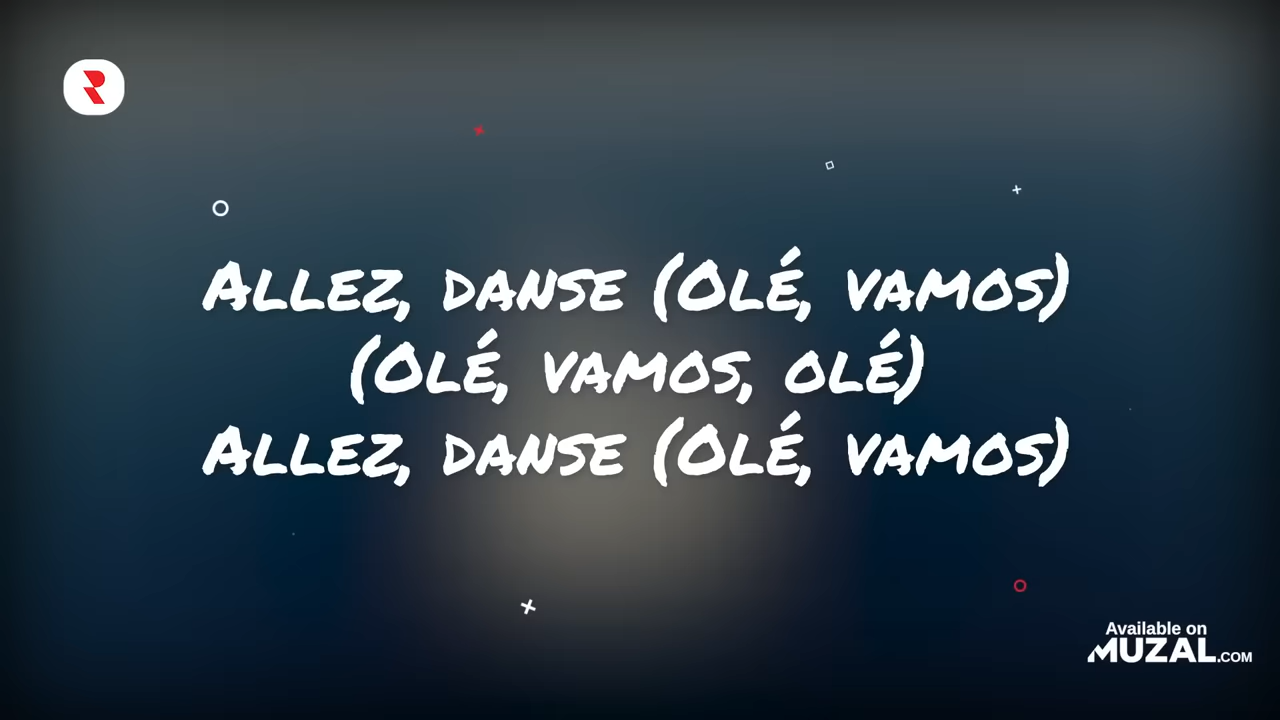 Allez, danse (Olé, vamos)
(Olé, vamos, olé)
Allez, danse (Olé, vamos)
Available on
MUZAL.COM